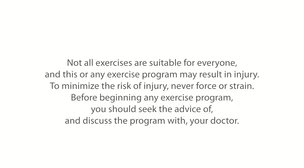 Not all exercises are suitable for everyone,
and this or any exercise program may result in injury.
To minimize the risk of injury, never force or strain.
Before beginning any exercise program,
you should seek the advice of,
and discuss the program with, your doctor.